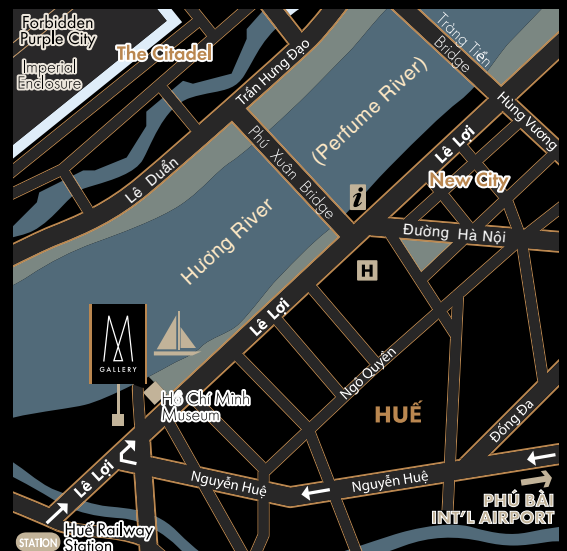 Forbidden
Purple City
Imperial
Enclosure
The Citadel
Trần Hưng Đạo
Tràng Tiền
Bridge
Hùng Vương
(Perfume River)
Lê Lợi
Phú Xuân Bridge
Lê Duẩn
New City
i
Đường Hà Nội
Hương River
H
Lê Lợi
M
GALLERY
Ngô Quyền
Hồ Chí Minh
Museum
HUẾ
Đống Đa
Lê Lợi
Nguyễn Huệ
Nguyễn Huệ
PHÚ BÀI
INT'L AIRPORT
STATION
Huế Railway
Station